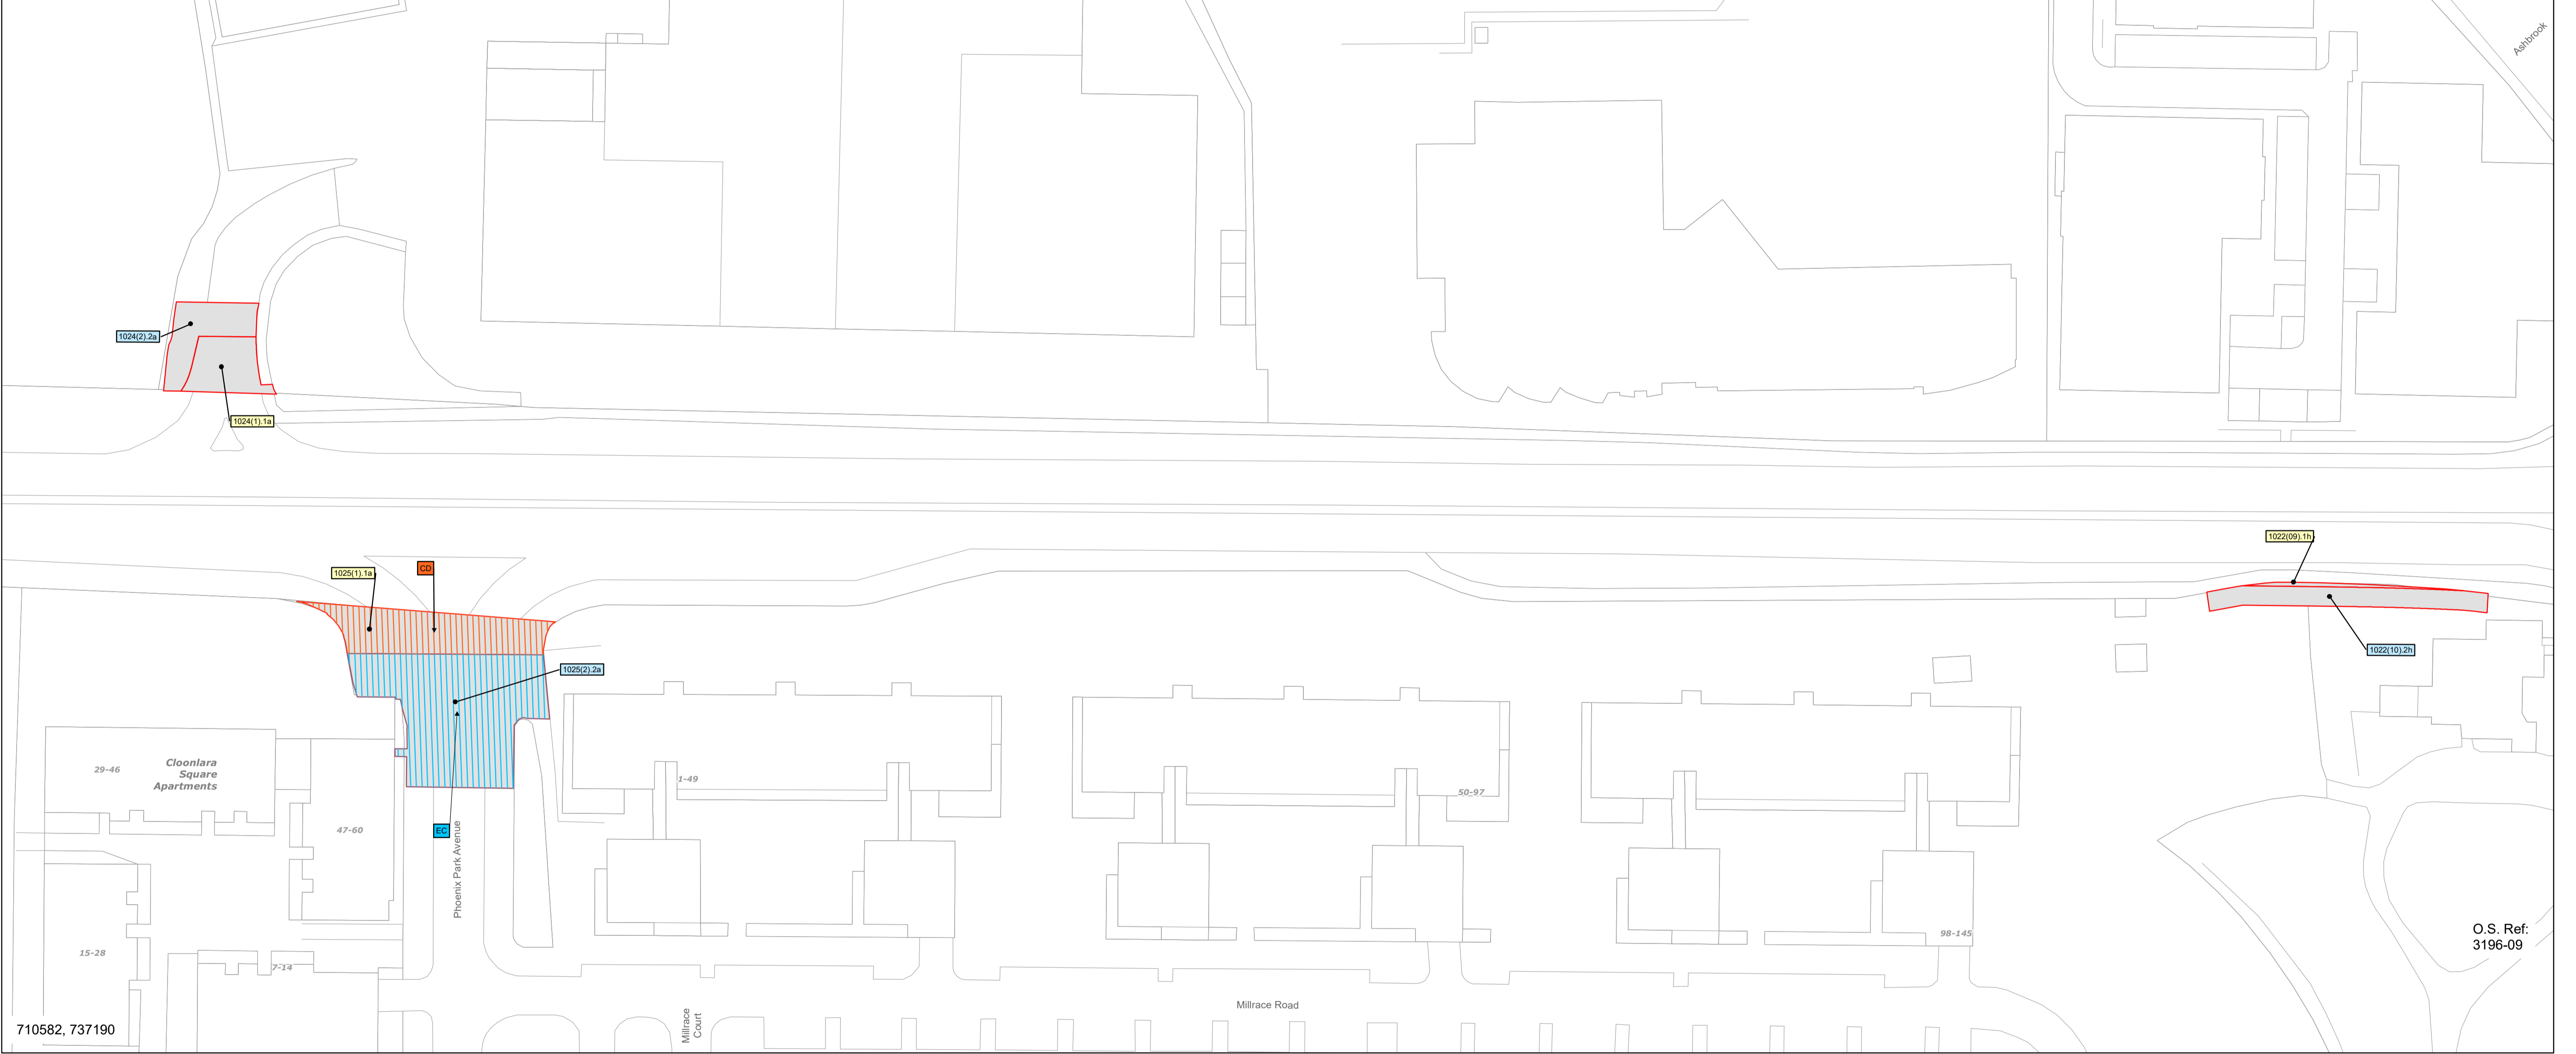 Ashbrook
1024(2).2a
1024(1).1a
1022(09).1h
1025(1).1a
CD
1022(10).2h
1025(2).2a
29-46
Cloonlara
Square
Apartments
1-49
50-97
47-60
EC
Phoenix Park Avenue
O.S. Ref:
3196-09
98-145
15-28
7-14
Millrace Road
Millrace
Court
710582, 737190